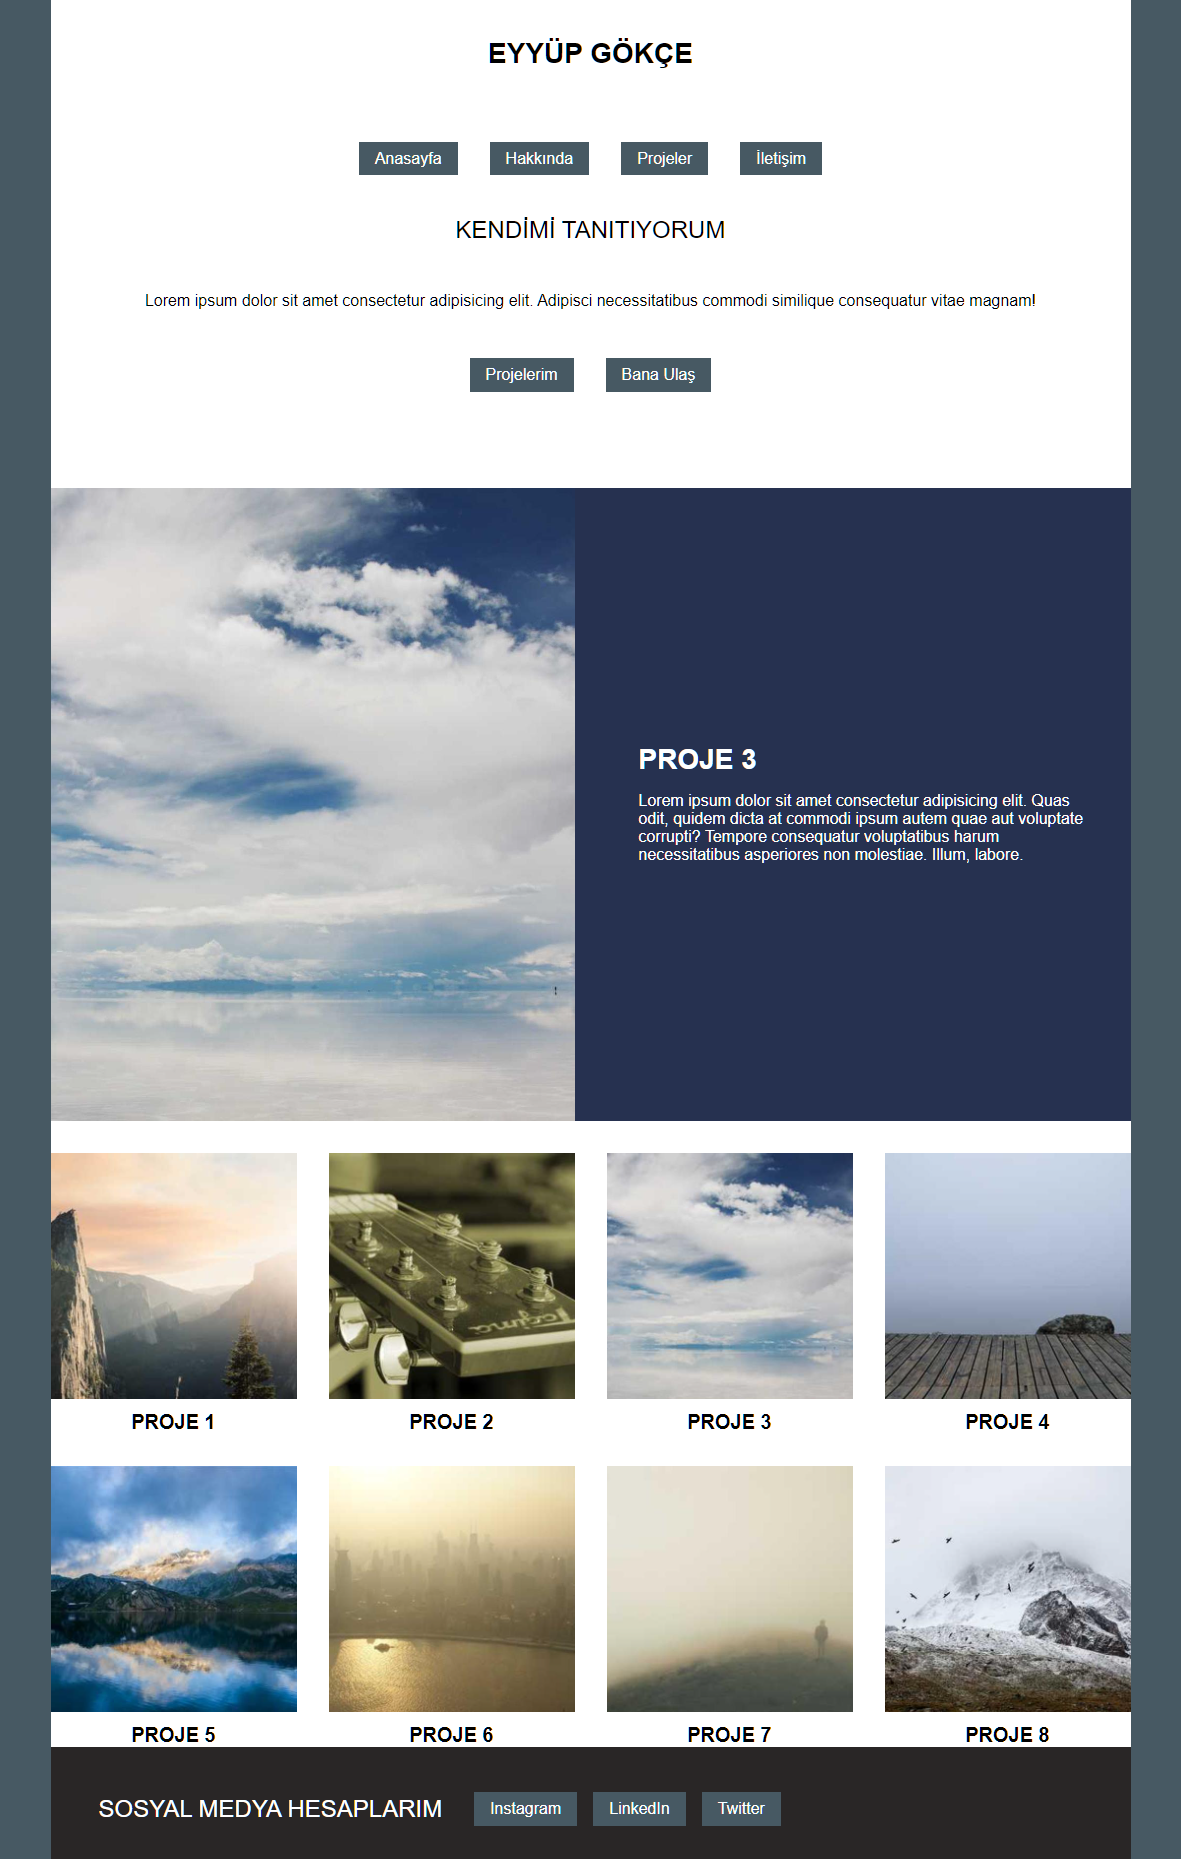 EYYÜP GÖKÇE
Anasayfa Hakkında Projeler İletişim
KENDİMİ TANITIYORUM
Lorem ipsum dolor sit amet consectetur adipisicing elit. Adipisci necessitatibus commodi similique consequatur vitae magnam!
Projelerim Bana Ulaş
PROJE 3
Lorem ipsum dolor sit amet consectetur adipisicing elit. Quas
odit, quidem dicta at commodi ipsum autem quae aut voluptate
corrupti? Tempore consequatur voluptatibus harum
necessitatibus asperiores non molestiae. Illum, labore.
PROJE 1 PROJE 2 PROJE 3 PROJE 4
PROJE 5 PROJE 6 PROJE 7 PROJE 8
SOSYAL MEDYA HESAPLARIM Instagram LinkedIn Twitter